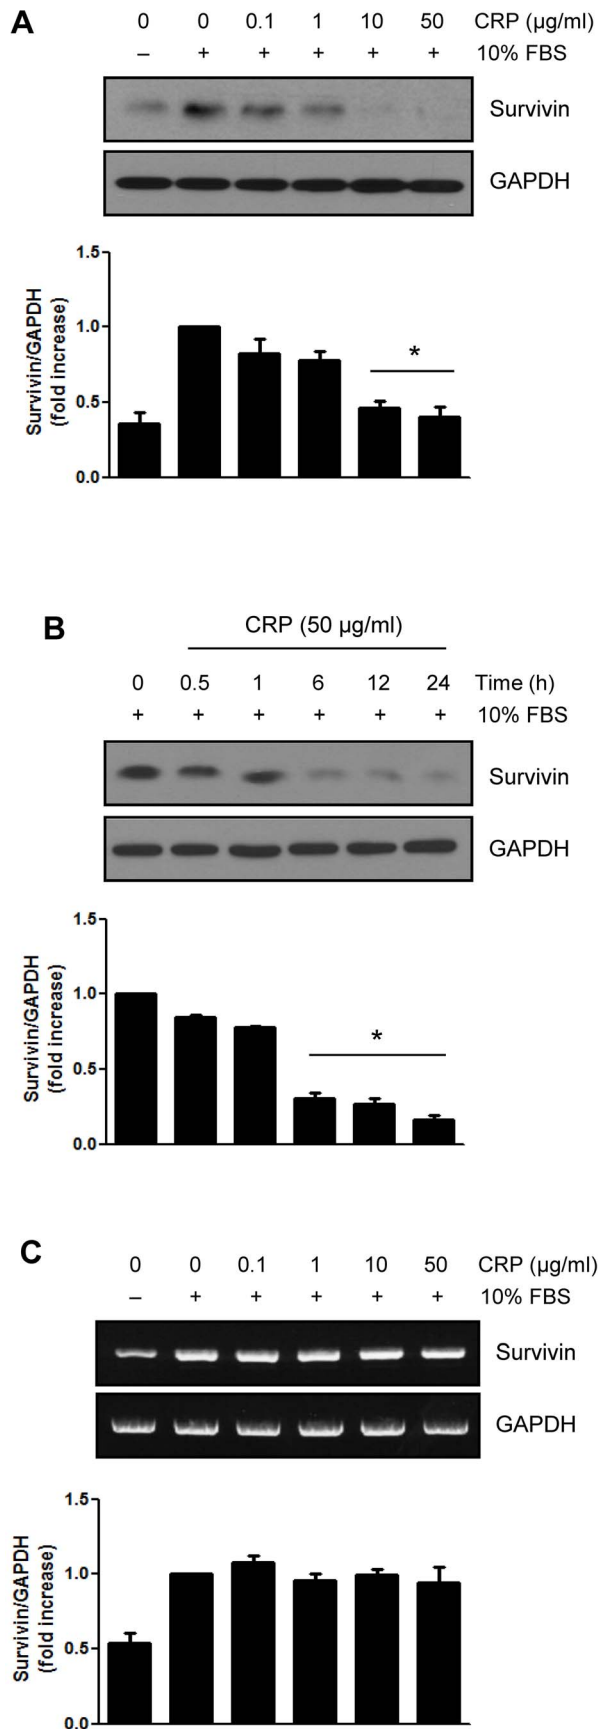 A
0 0 0.1 1 10 50 CRP (µg/ml)
– + + + + + 10% FBS
Survivin
GAPDH
Survivin/GAPDH
(fold increase)
1.5
1.0
0.5
0.0
*
B
CRP (50 µg/ml)
0 0.5 1 6 12 24 Time (h)
+ + + + + + 10% FBS
Survivin
GAPDH
Survivin/GAPDH
(fold increase)
1.5
1.0
0.5
0.0
*
C
0 0 0.1 1 10 50 CRP (µg/ml)
– + + + + + 10% FBS
Survivin
GAPDH
Survivin/GAPDH
(fold increase)
1.5
1.0
0.5
0.0